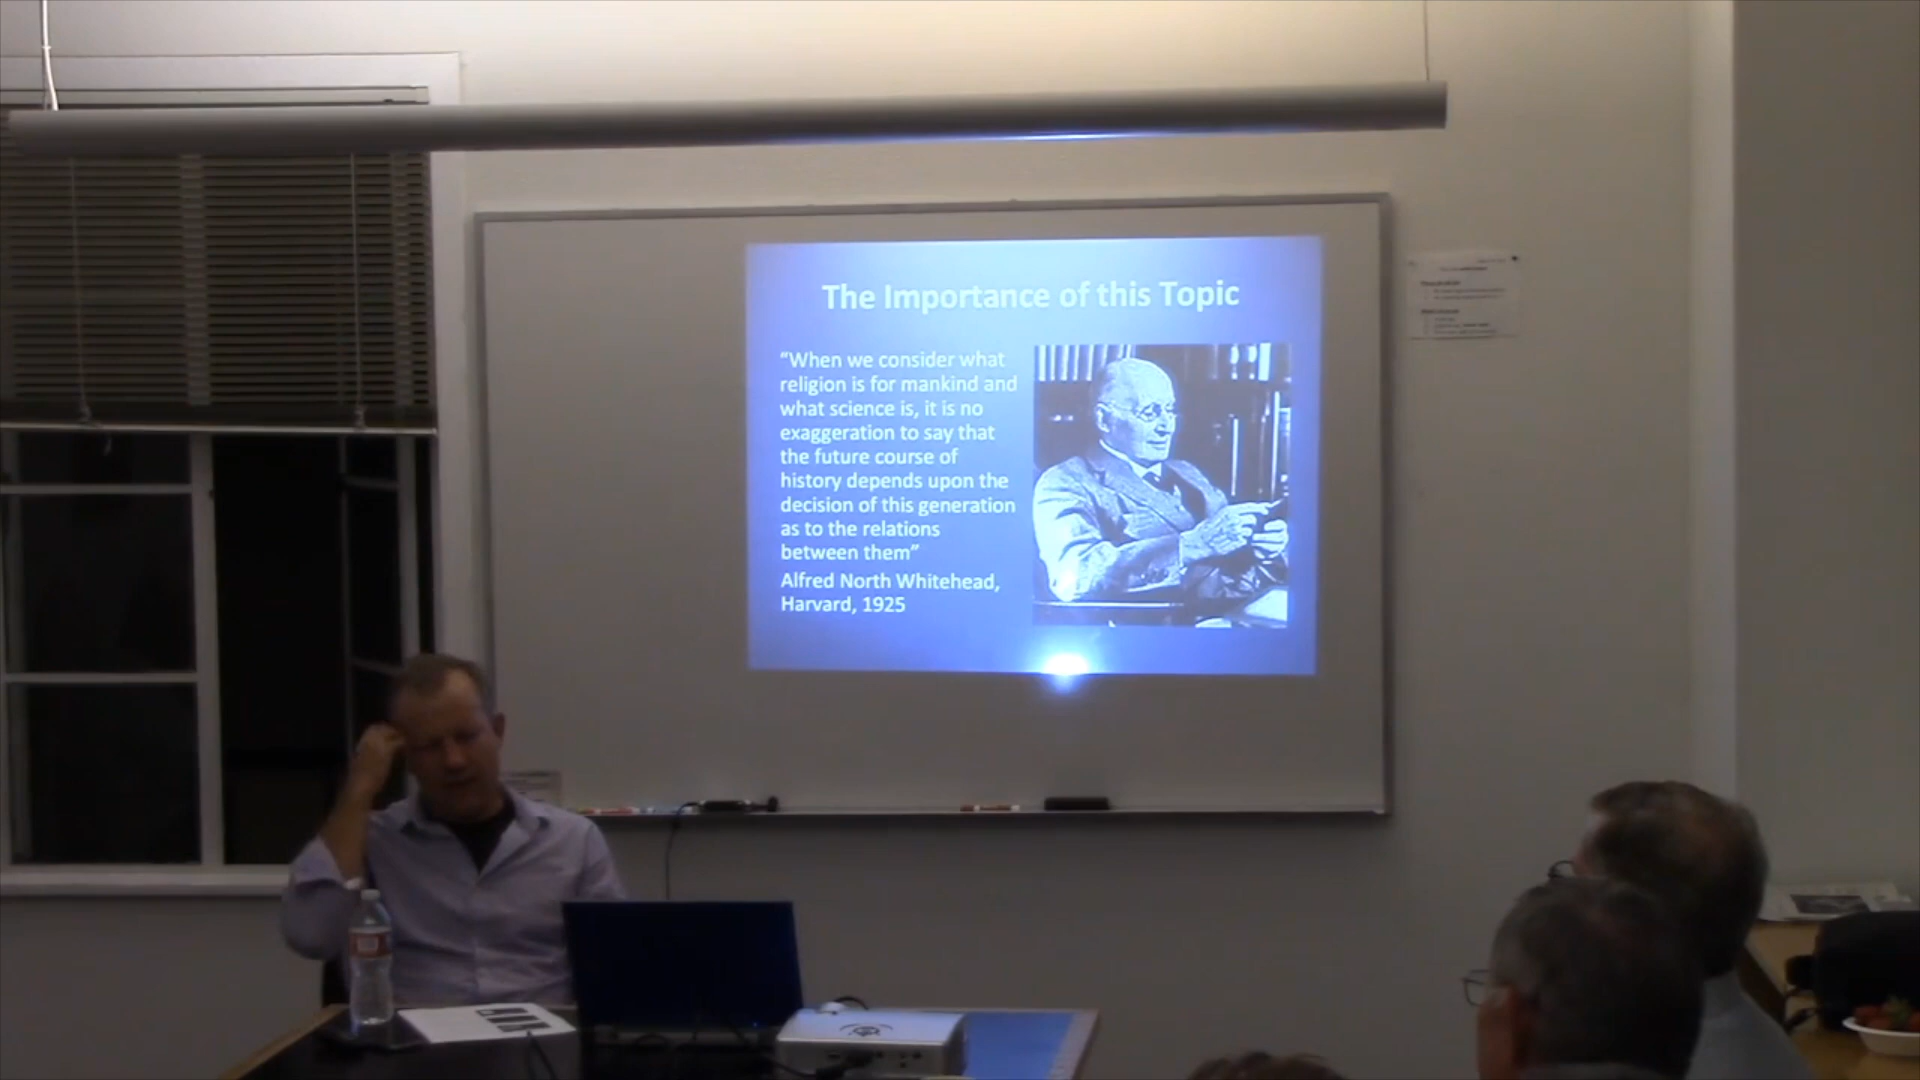 The Importance of this Topic
“When we consider what
religion is for mankind and
what science is, it is no
exaggeration to say that
the future course of
history depends upon the
decision of this generation
as to the relations
between them”
Alfred North Whitehead,
Harvard, 1925